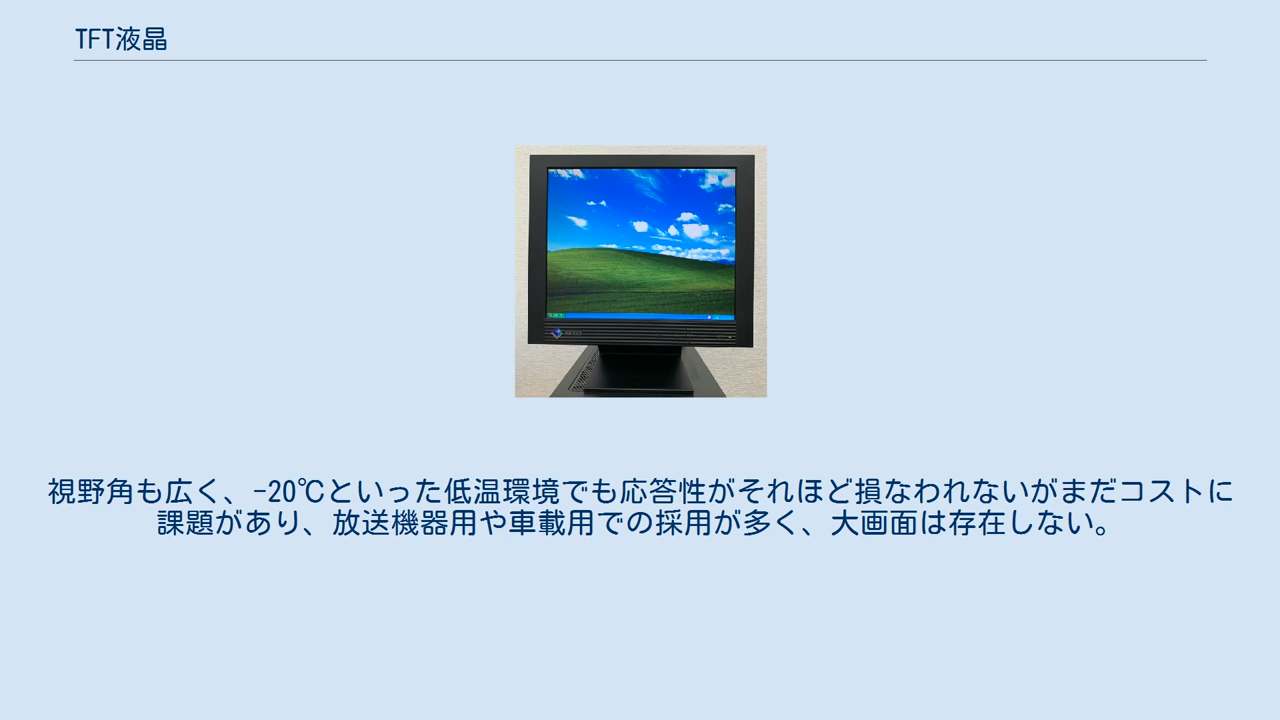 TFT液晶
視野角も広く、-20℃といった低温環境でも応答性がそれほど損なわれないがまだコストに
課題があり、放送機器用や車載用での採用が多く、大画面は存在しない。